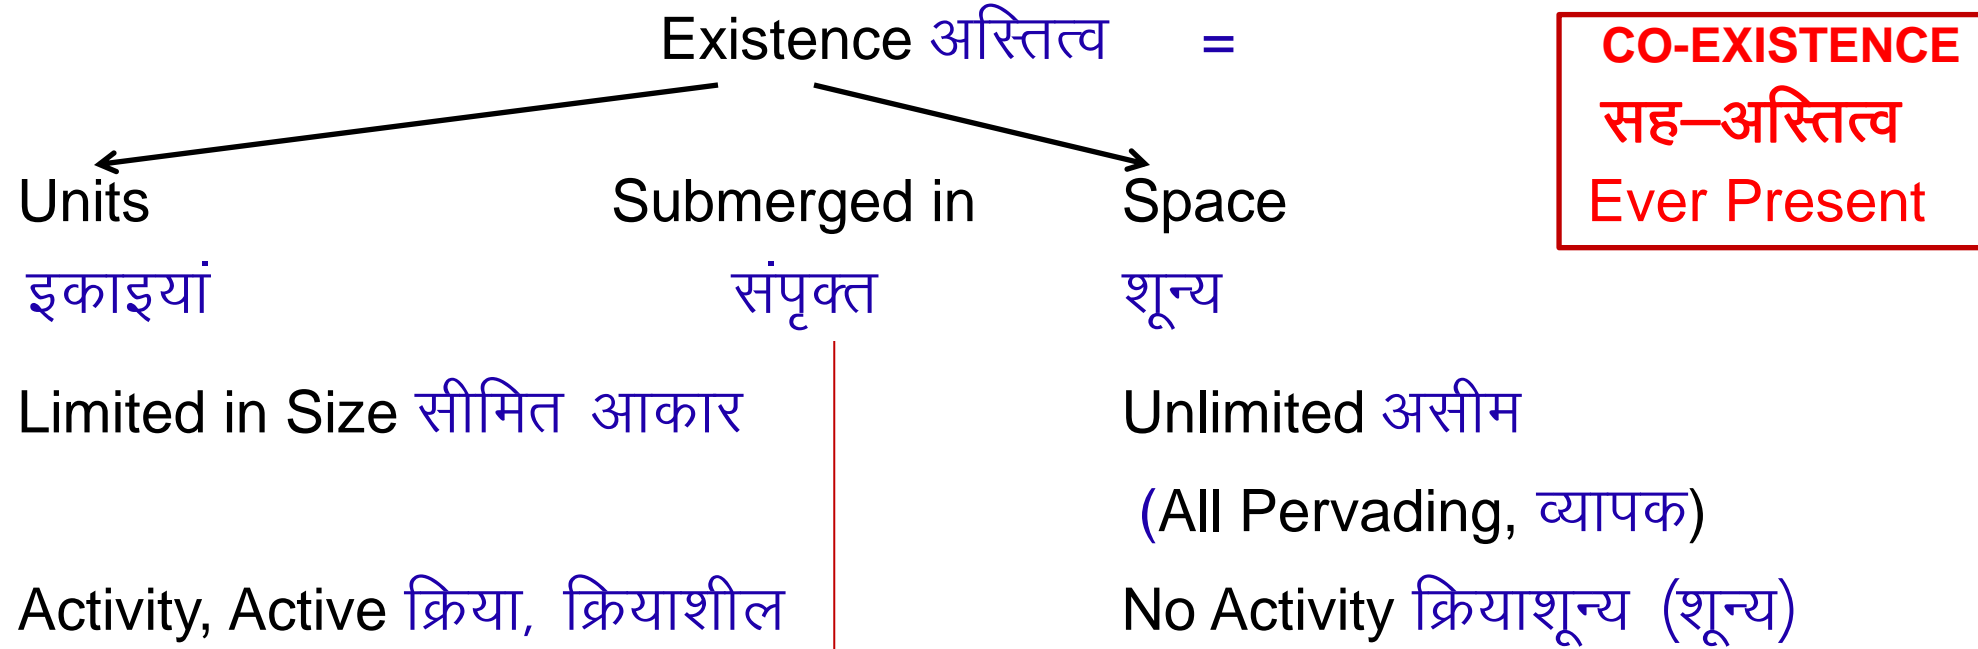 Existence अस्तित्व =
CO-EXISTENCE
सह–अस्तित्व
Ever Present
Units Submerged in Space
इकाइयां संपृक्त शून्य
Limited in Size सीमित आकार Unlimited असीम
(All Pervading, व्यापक)
Activity, Active क्रिया, क्रियाशील No Activity क्रियाशून्य (शून्य)